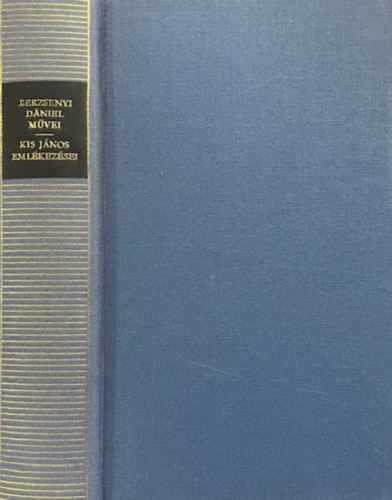 BERZSENYI
DÁNIEL
MŰVEI
KIS JÁNOS
EMLÉKEZÉSEI